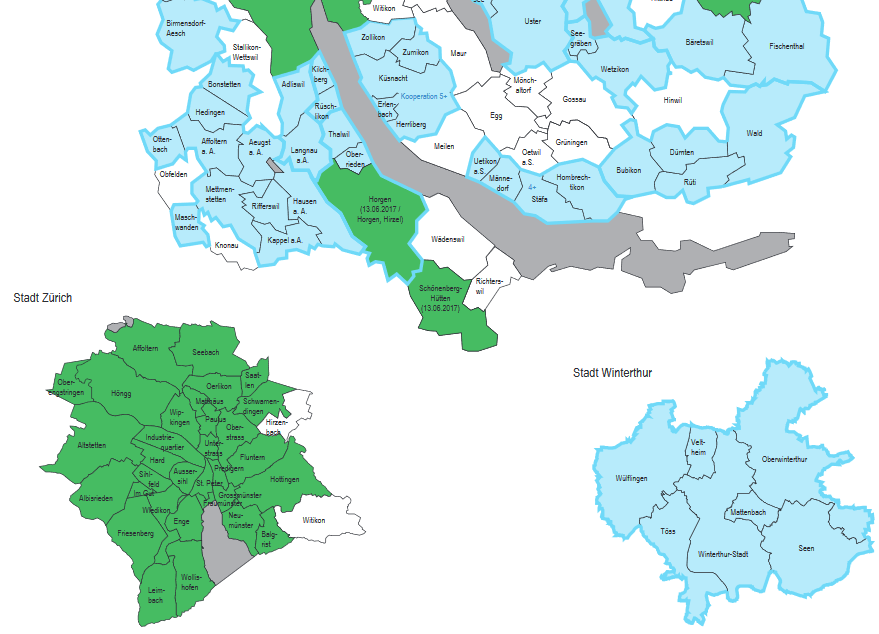 Witikon
Birmensdorf-
Aesch
Uster
See-
gräben
Bäretswil
Fischenthal
Zollikon
Stallikon-
Wettswil
Zumikon
Maur
Kilch-
berg
Wetzikon
Küsnacht
Bonstetten
Adliswil
Mönch-
altorf
Kooperation 5+
Gossau
Hinwil
Rüsch-
likon
Erlen-
bach
Hedingen
Egg
Herrliberg
Wald
Thalwil
Otten-
bach
Affoltern
a. A.
Aeugst
a. A.
Grüningen
Meilen
Langnau
a.A.
Ober-
rieden
Oetwil
a.S.
Dürnten
Uetikon
a.S.
Bubikon
Obfelden
Männe-
dorf
Hombrech-
tikon
Rüti
Mettmen-
stetten
4+
Rifferswil
Hausen
a. A.
Horgen
(13.06.2017 /
Horgen, Hirzel)
Stäfa
Masch-
wanden
Knonau
Kappel a.A.
Wädenswil
Richters-
wil
Schönenberg-
Hütten
(13.06.2017)
Stadt Zürich
Affoltern
Seebach
Stadt Winterthur
Ober-
engstringen
Höngg
Oerlikon
Saat-
len
Matthäus
Schwamen-
dingen
Wip-
kingen
Paulus
Hirzen-
bach
Ober-
strass
Industrie-
quartier
Altstetten
Unter-
strass
Velt-
heim
Fluntern
Hard
Oberwinterthur
Predigern
Ausser-
sihl
Sihl-
feld
Hottingen
St. Peter
Wülflingen
Im Gut
Grossmünster
Albisrieden
Fraumünster
Wiedikon
Mattenbach
Neu-
münster
Enge
Witikon
Friesenberg
Balg-
rist
Töss
Seen
Winterthur-Stadt
Wollis-
hofen
Leim-
bach